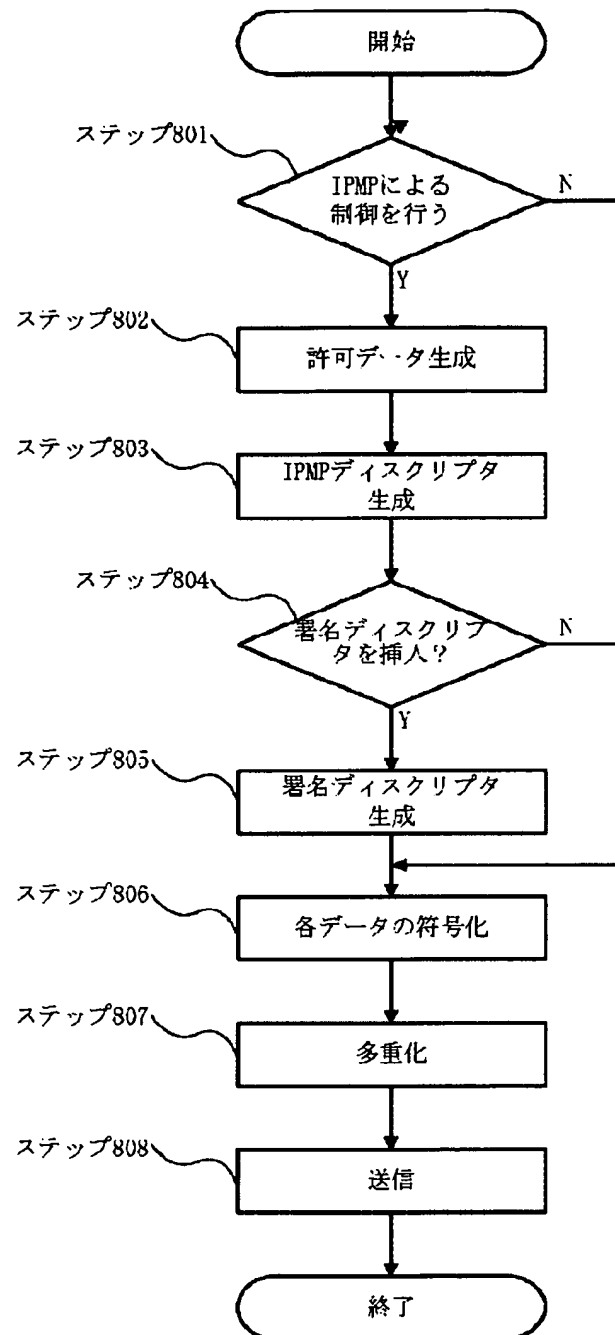 開始
ステップ801
IPMPによる
制御を行う
N
Y
ステップ802
許可データ生成
ステップ803
IPMPディスクリプタ
生成
ステップ804
署名ディスクリプ
タを挿入？
N
Y
ステップ805
署名ディスクリプタ
生成
ステップ806
各データの符号化
ステップ807
多重化
ステップ808
送信
終了